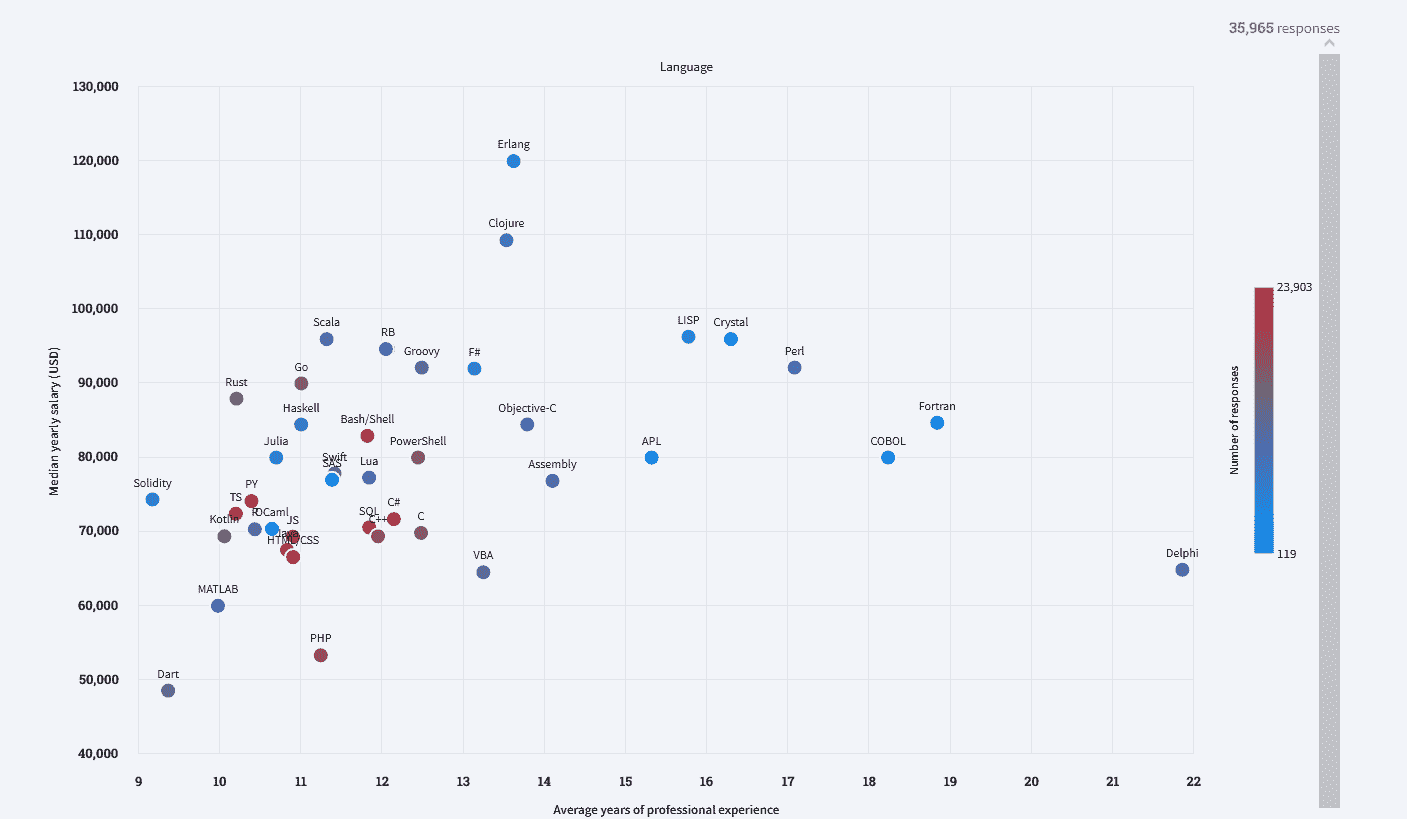 35,965 responses
Language
130,000
120,000
110,000
100,000
90,000
80,000
70,000
60,000
50,000
40,000
Median yearly salary (USD)
Erlang
Clojure
Scala
RB
Groovy
F#
LISP
Crystal
Perl
Go
Rust
Haskell
Bash/Shell
Objective-C
Fortran
Julia
PowerShell
APL
COBOL
Swift
SAS
Lua
Assembly
Solidity
PY
TS
R
OCaml
Kotlin
JS
Java
HTML/CSS
SQL
C++
C#
C
VBA
Delphi
MATLAB
PHP
Dart
9 10 11 12 13 14 15 16 17 18 19 20 21 22
Average years of professional experience
23,903
Number of responses
119